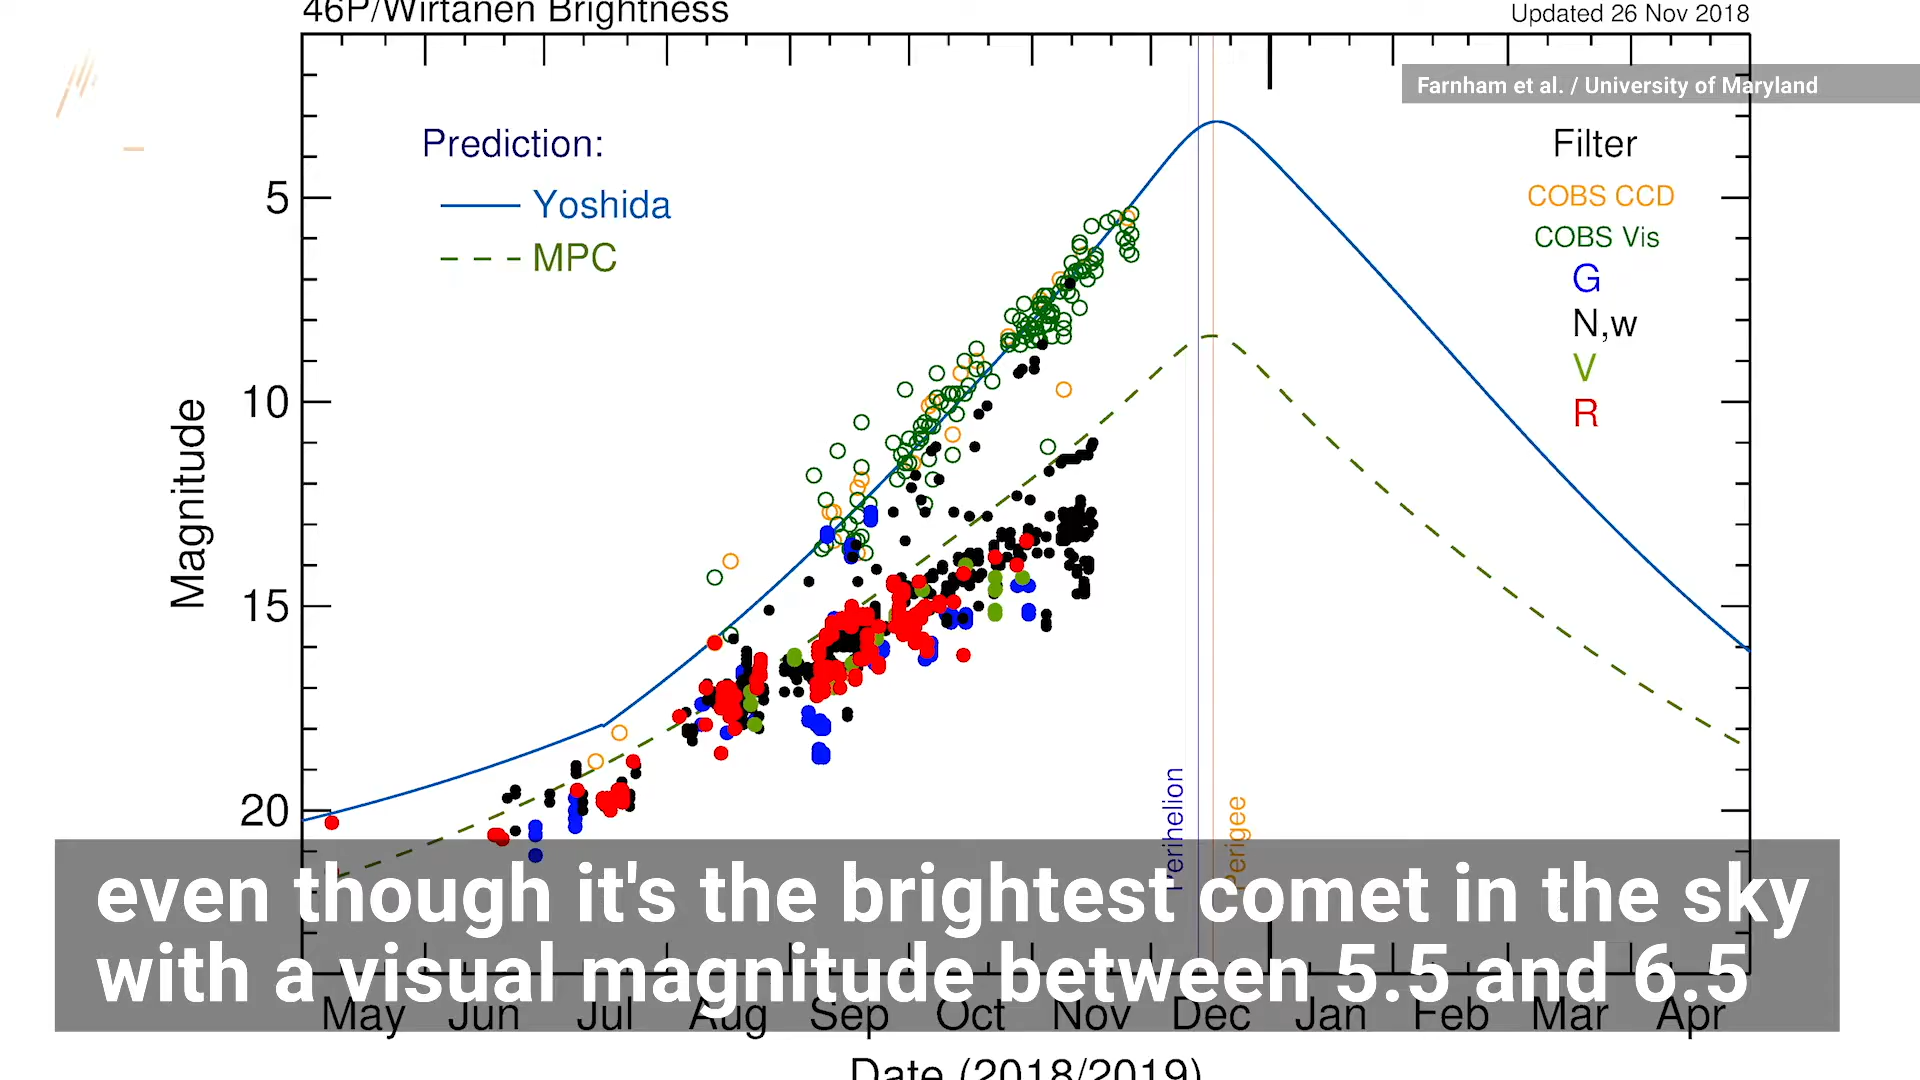 46P/Wirtanen Brightness
Updated 26 Nov 2018
Farnham et al. / University of Maryland
Prediction:
Yoshida
MPC
Filter
COBS CCD
COBS Vis
G
N,w
V
R
Magnitude
5
10
15
20
Perihelion
Perigee
even though it's the brightest comet in the sky
with a visual magnitude between 5.5 and 6.5
May Jun Jul Aug Sep Oct Nov Dec Jan Feb Mar Apr
Date (2018/2019)